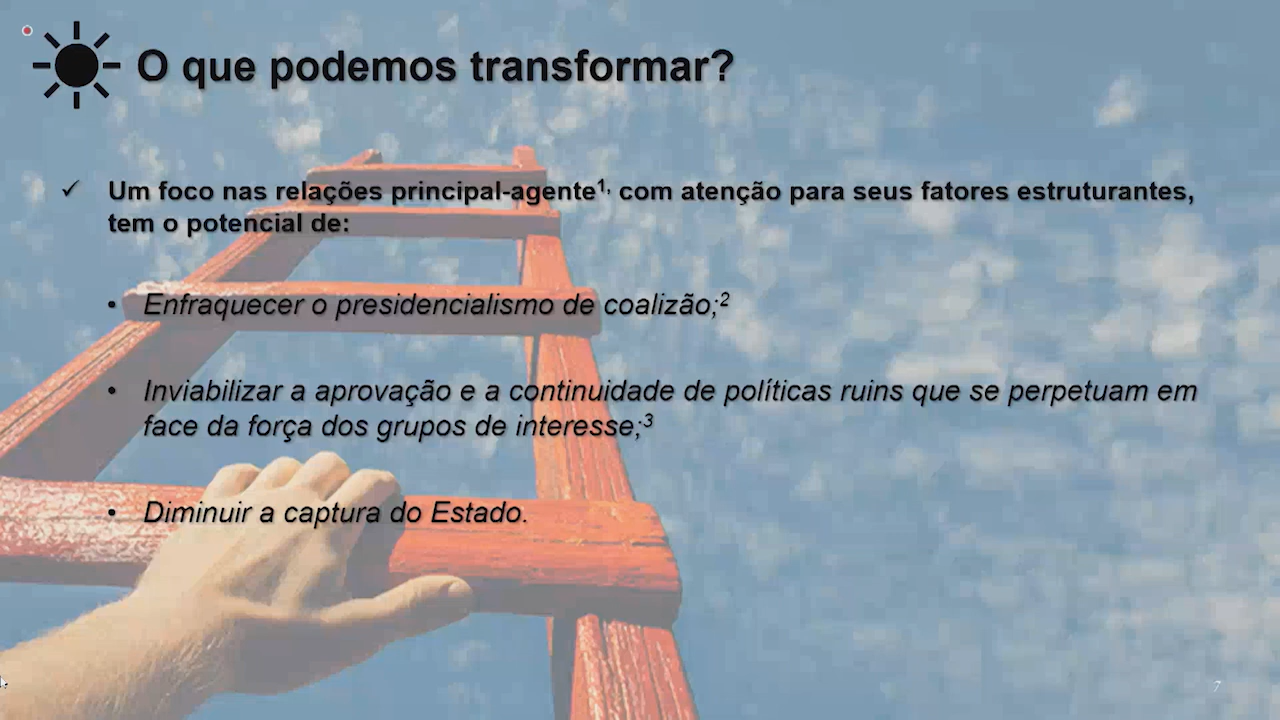 O que podemos transformar?
✓ Um foco nas relações principal-agente¹, com atenção para seus fatores estruturantes,
tem o potencial de:
• Enfraquecer o presidencialismo de coalizão;²
• Inviabilizar a aprovação e a continuidade de políticas ruins que se perpetuam em
face da força dos grupos de interesse;³
• Diminuir a captura do Estado.
7